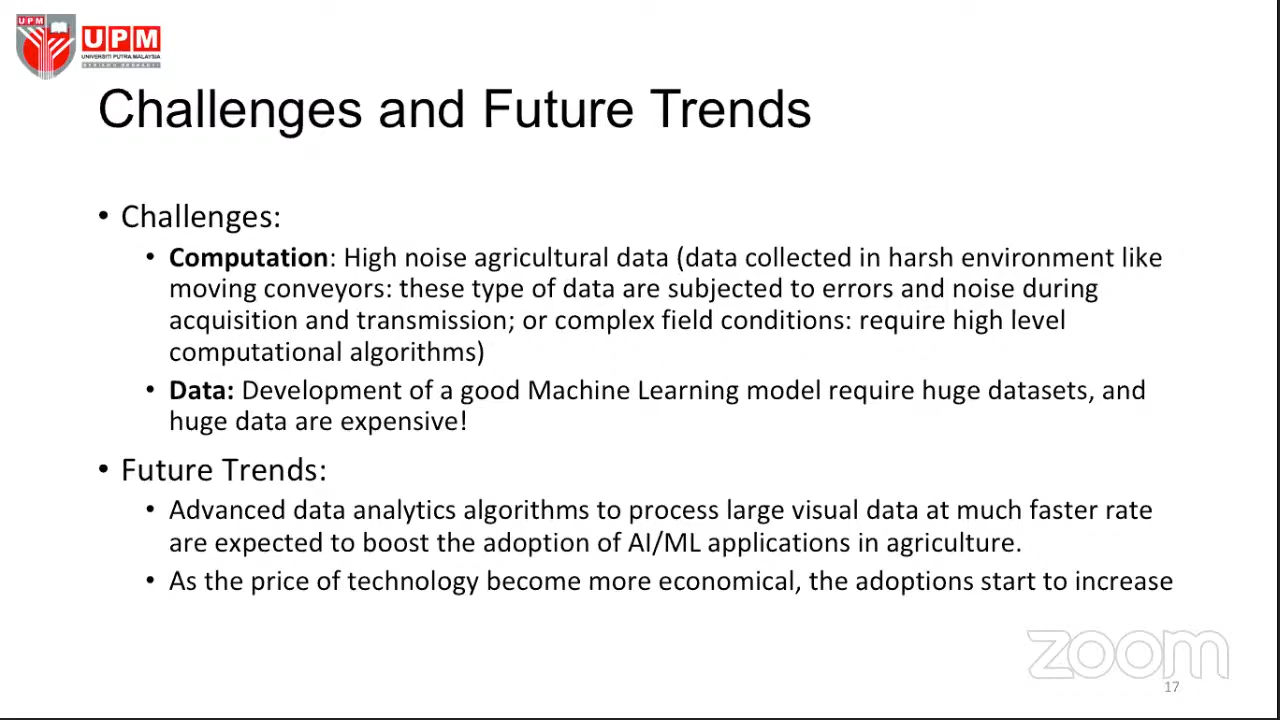 UPM
UPM
UNIVERSITI PUTRA MALAYSIA
BERILMU BERBAKTI
Challenges and Future Trends
• Challenges:
• Computation: High noise agricultural data (data collected in harsh environment like
moving conveyors: these type of data are subjected to errors and noise during
acquisition and transmission; or complex field conditions: require high level
computational algorithms)
• Data: Development of a good Machine Learning model require huge datasets, and
huge data are expensive!
• Future Trends:
• Advanced data analytics algorithms to process large visual data at much faster rate
are expected to boost the adoption of AI/ML applications in agriculture.
• As the price of technology become more economical, the adoptions start to increase
zoom
17